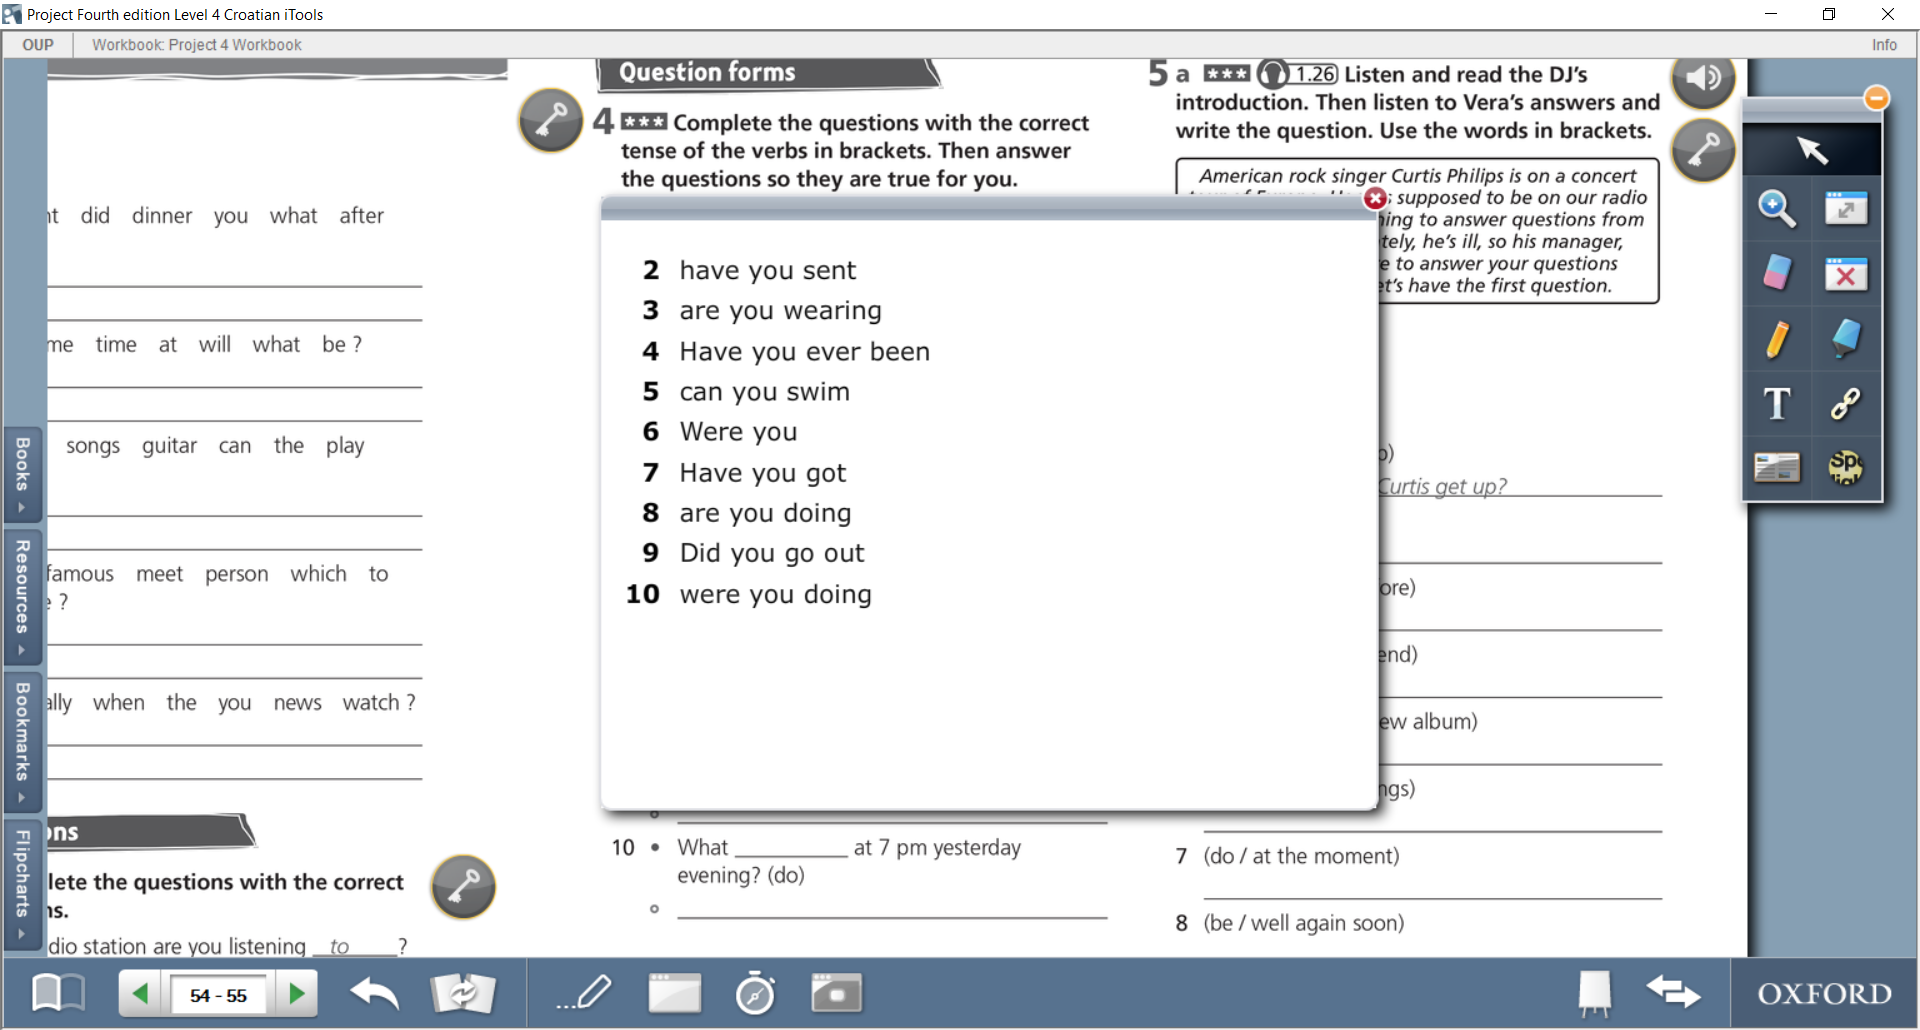 Project Fourth edition Level 4 Croatian iTools
OUP
Workbook: Project 4 Workbook
Info
did dinner you what after
time at will what be ?
songs guitar can the play
famous meet person which to
?
when the you news watch ?
the questions with the correct
station are you listening to ?
Question forms
4 *** Complete the questions with the correct
tense of the verbs in brackets. Then answer
the questions so they are true for you.
2 have you sent
3 are you wearing
4 Have you ever been
5 can you swim
6 Were you
7 Have you got
8 are you doing
9 Did you go out
10 were you doing
10 • What __________ at 7 pm yesterday
evening? (do)
5 a *** 1.26 Listen and read the DJ's
introduction. Then listen to Vera's answers and
write the question. Use the words in brackets.
American rock singer Curtis Philips is on a concert
supposed to be on our radio
to answer questions from
he's ill, so his manager,
to answer your questions
have the first question.
Curtis get up?
album)
7 (do / at the moment)
8 (be / well again soon)
Books
Resources
Bookmarks
Flipcharts
T
54 - 55
OXFORD